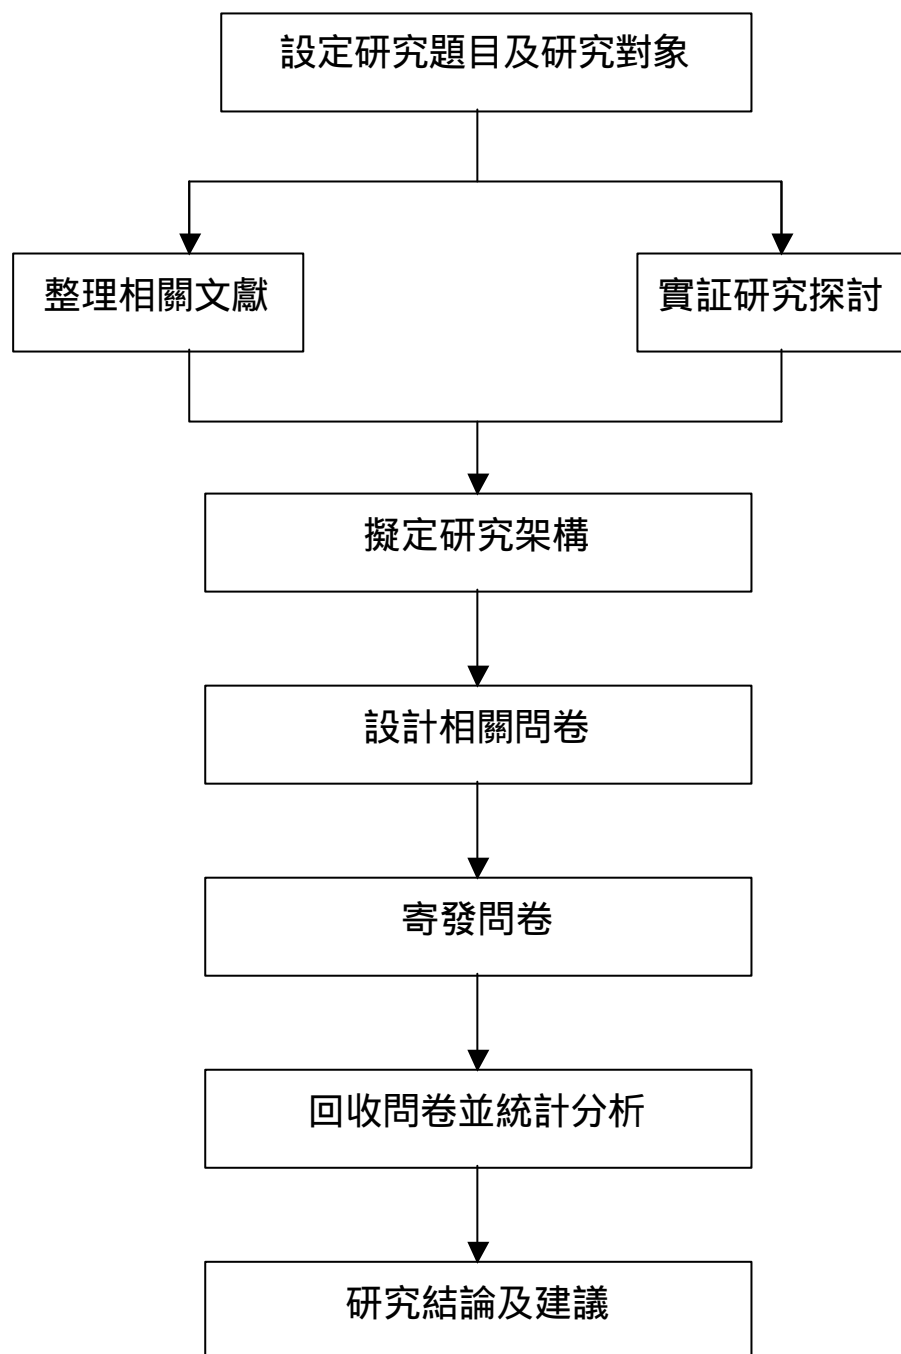 設定研究題目及研究對象
整理相關文獻
實証研究探討
擬定研究架構
設計相關問卷
寄發問卷
回收問卷並統計分析
研究結論及建議